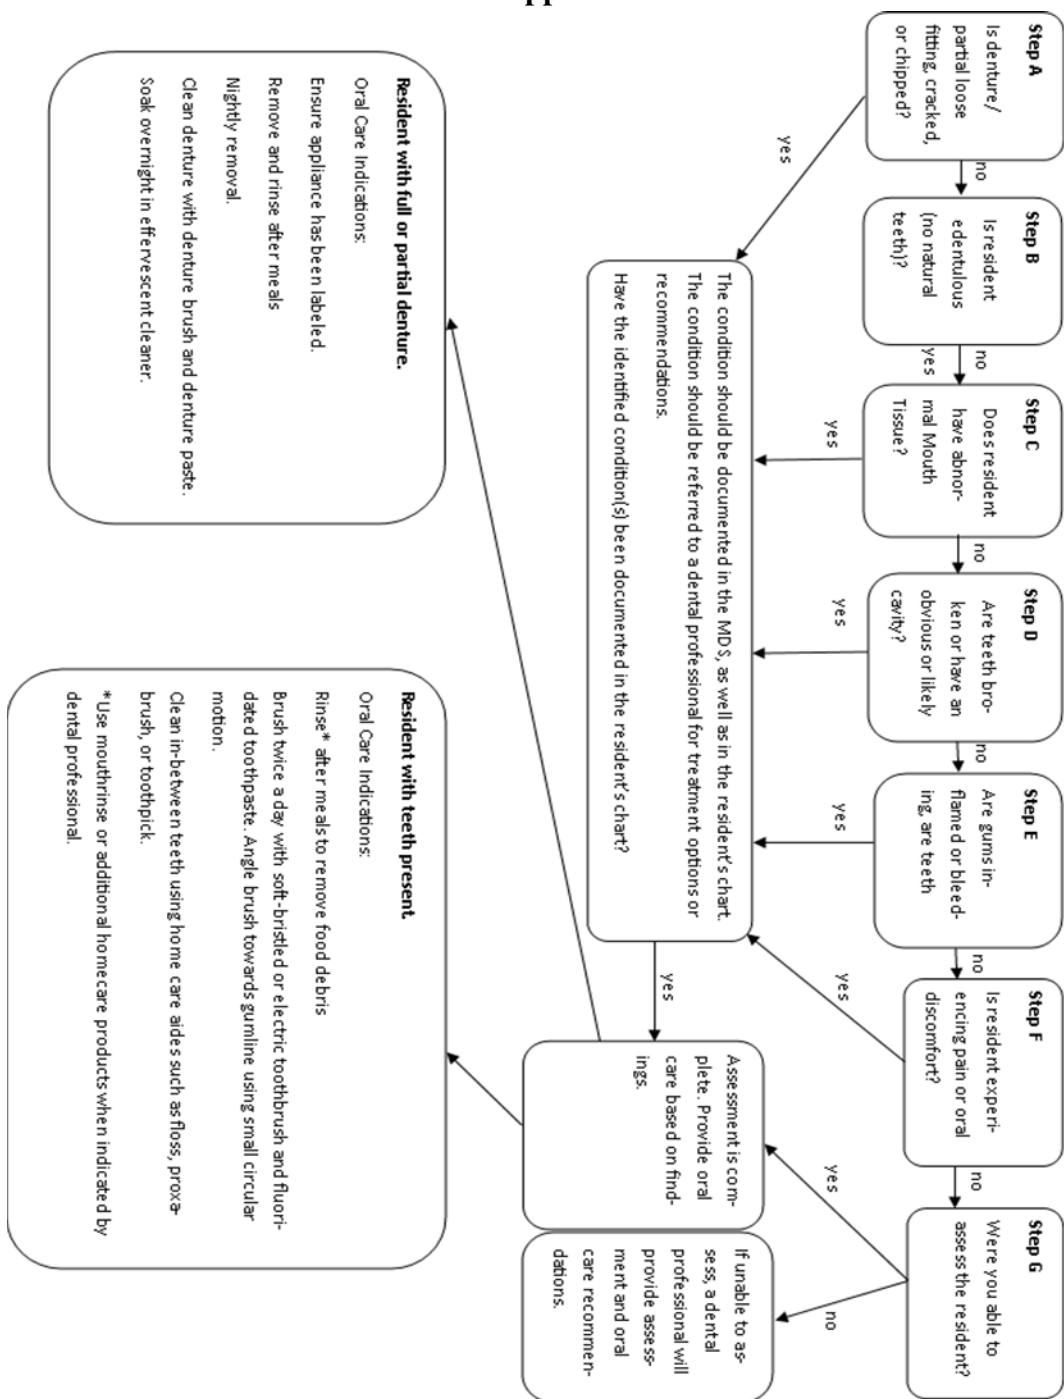 pp
Step A
Is denture/
partial loose
fitting, cracked,
or chipped?
no
yes
Step B
Is resident
edentulous
(no natural
teeth)?
no
yes
Step C
Does resident
have abnor-
mal Mouth
Tissue?
no
yes
Step D
Are teeth bro-
ken or have an
obvious or likely
cavity?
no
yes
Step E
Are gums in-
flamed or bleed-
ing, are teeth
no
yes
Step F
Is resident experi-
encing pain or oral
discomfort?
no
yes
Step G
Were you able to
assess the resident?
yes
no
The condition should be documented in the MDS, as well as in the resident's chart.
The condition should be referred to a dental professional for treatment options or
recommendations.
Have the identified condition(s) been documented in the resident's chart?
yes
Assessment is com-
plete. Provide oral
care based on find-
ings.
If unable to as-
sess, a dental
professional will
provide assess-
ment and oral
care recommen-
dations.
Resident with full or partial denture.
Oral Care Indications:
Ensure appliance has been labeled.
Remove and rinse after meals
Nightly removal.
Clean denture with denture brush and denture paste.
Soak overnight in effervescent cleaner.
Resident with teeth present.
Oral Care Indications:
Rinse* after meals to remove food debris
Brush twice a day with soft-bristled or electric toothbrush and fluori-
dated toothpaste. Angle brush towards gumline using small circular
motion.
Clean in-between teeth using home care aides such as floss, proxa-
brush, or toothpick.
*Use mouthrinse or additional homecare products when indicated by
dental professional.